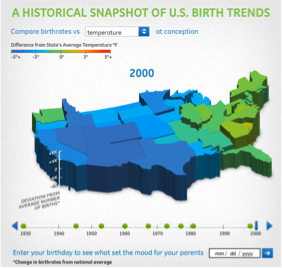 A HISTORICAL SNAPSHOT OF U.S. BIRTH TRENDS
Compare birthrates vs temperature at conception
Difference from State's Average Temperature °F
-5°+ -3° 0° 3° 5°+
2000
DEVIATION FROM
AVERAGE NUMBER
OF BIRTHS*
1930 1940 1950 1960 1970 1980 1990 2000
Enter your birthday to see what set the mood for your parents mm / dd / yyyy
*Change in birthrates from national average